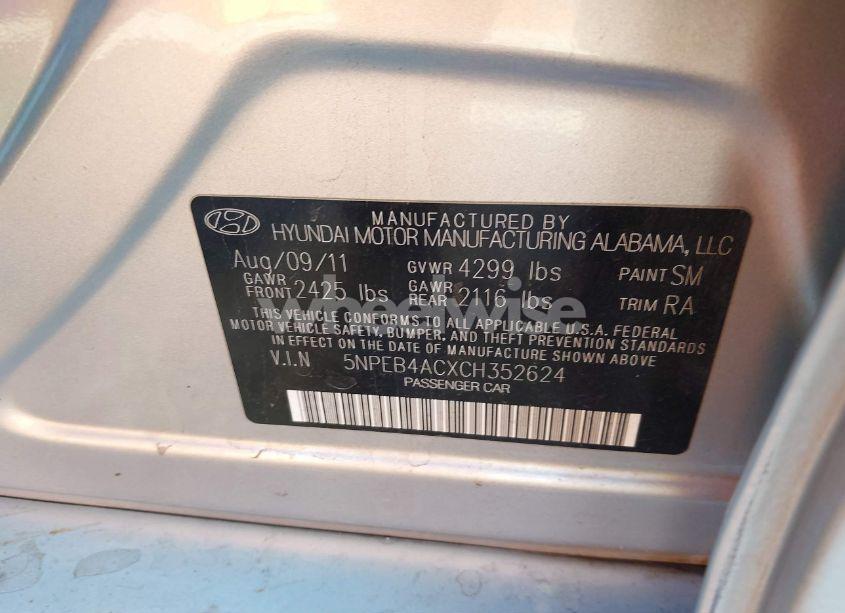 MANUFACTURED BY
HYUNDAI MOTOR MANUFACTURING ALABAMA, LLC
Aug/09/11 GVWR 4299 lbs PAINT SM
GAWR FRONT 2425 lbs GAWR REAR 2116 lbs TRIM RA
THIS VEHICLE CONFORMS TO ALL APPLICABLE U.S.A. FEDERAL
MOTOR VEHICLE SAFETY, BUMPER, AND THEFT PREVENTION STANDARDS
IN EFFECT ON THE DATE OF MANUFACTURE SHOWN ABOVE
V.I.N 5NPEB4ACXCH352624
PASSENGER CAR
wheelwise